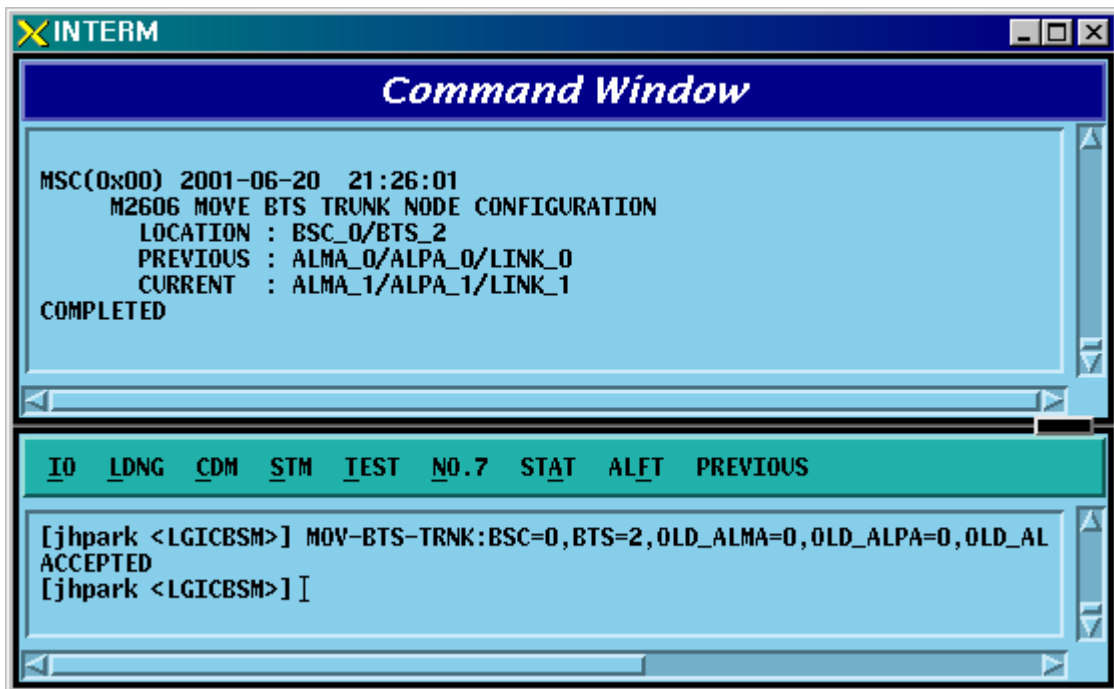 INTERM
Command Window
MSC(0x00) 2001-06-20 21:26:01
M2606 MOVE BTS TRUNK NODE CONFIGURATION
LOCATION : BSC_0/BTS_2
PREVIOUS : ALMA_0/ALPA_0/LINK_0
CURRENT : ALMA_1/ALPA_1/LINK_1
COMPLETED
IO LDNG CDM STM TEST NO.7 STAT ALFT PREVIOUS
[jhpark <LGICBSM>] MOV-BTS-TRNK:BSC=0,BTS=2,OLD_ALMA=0,OLD_ALPA=0,OLD_AL
ACCEPTED
[jhpark <LGICBSM>]